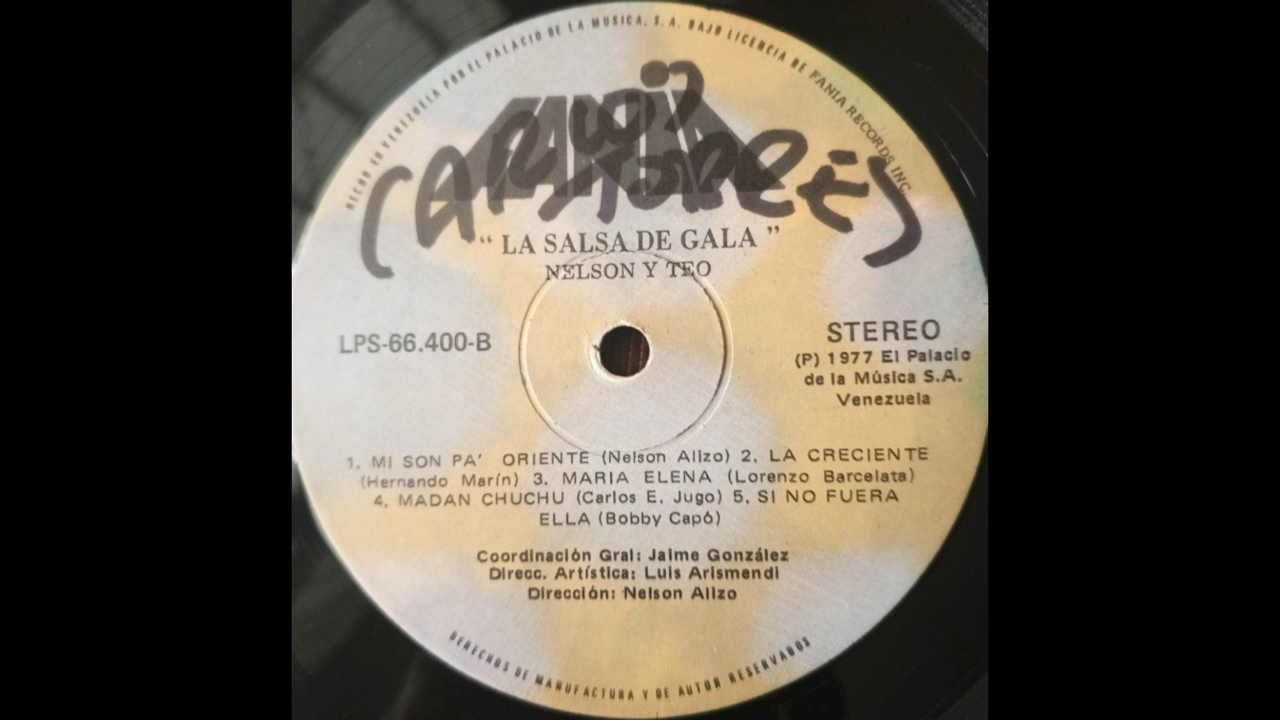 HECHO EN VENEZUELA POR EL PALACIO DE LA MUSICA, S.A. BAJO LICENCIA DE FANIA RECORDS INC.
FANIA
CARLOS
TORRES
“ LA SALSA DE GALA ”
NELSON Y TEO
LPS-66.400-B
STEREO
(P) 1977 El Palacio
de la Música S.A.
Venezuela
1. MI SON PA' ORIENTE (Nelson Alizo) 2. LA CRECIENTE
(Hernando Marín) 3. MARIA ELENA (Lorenzo Barcelata)
4. MADAN CHUCHU (Carlos E. Jugo) 5. SI NO FUERA
ELLA (Bobby Capó)
Coordinación Gral: Jaime González
Direcc. Artística: Luis Arismendi
Dirección: Nelson Alizo
DERECHOS DE MANUFACTURA Y DE AUTOR RESERVADOS